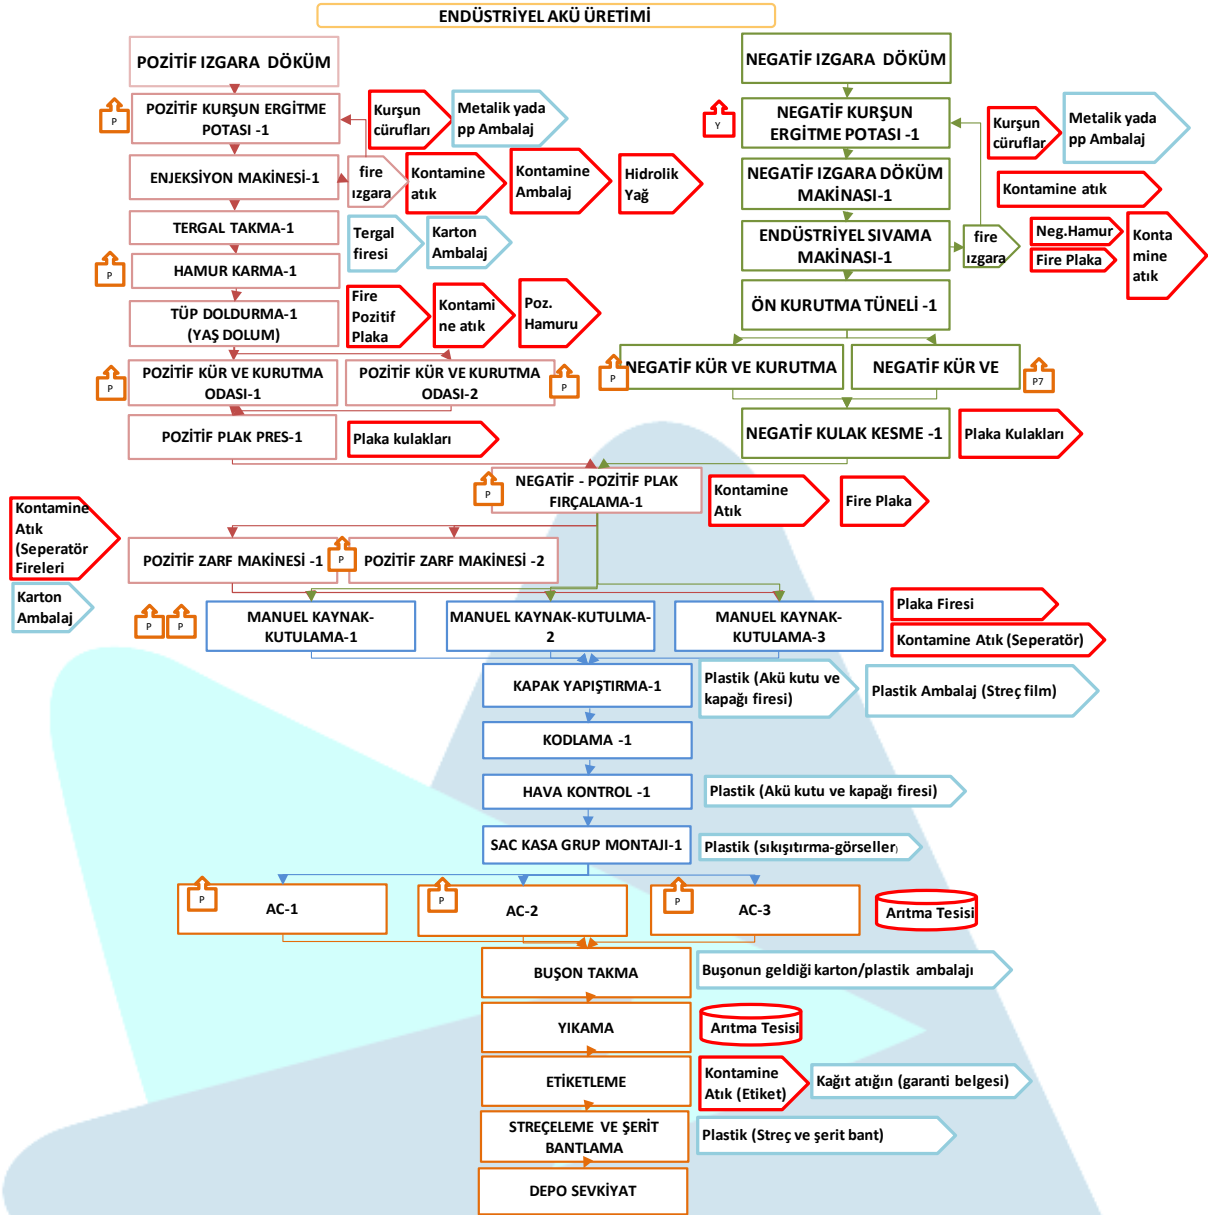 ENDÜSTRİYEL AKÜ ÜRETİMİ
POZİTİF IZGARA DÖKÜM
P
POZİTİF KURŞUN ERGİTME
POTASI -1
Kurşun
cürufları
Metalik yada
pp Ambalaj
ENJEKSİYON MAKİNESİ-1
fire
ızgara
Kontamine
atık
Kontamine
Ambalaj
Hidrolik
Yağ
TERGAL TAKMA-1
Tergal
firesi
Karton
Ambalaj
P
HAMUR KARMA-1
TÜP DOLDURMA-1
(YAŞ DOLUM)
Fire
Pozitif
Plaka
Kontami
ne atık
Poz.
Hamuru
P
POZİTİF KÜR VE KURUTMA
ODASI-1
POZİTİF KÜR VE KURUTMA
ODASI-2
P
POZİTİF PLAK PRES-1
Plaka kulakları
NEGATİF IZGARA DÖKÜM
Y
NEGATİF KURŞUN
ERGİTME POTASI -1
Kurşun
cüruflar
Metalik yada
pp Ambalaj
NEGATİF IZGARA DÖKÜM
MAKİNASI-1
Kontamine atık
ENDÜSTRİYEL SIVAMA
MAKİNASI-1
fire
ızgara
Neg.Hamur
Fire Plaka
Konta
mine
atık
ÖN KURUTMA TÜNELİ -1
P
NEGATİF KÜR VE KURUTMA
NEGATİF KÜR VE
P7
NEGATİF KULAK KESME -1
Plaka Kulakları
P
NEGATİF - POZİTİF PLAK
FIRÇALAMA-1
Kontamine
Atık
Fire Plaka
Kontamine
Atık
(Seperatör
Fireleri
POZİTİF ZARF MAKİNESİ -1
P
POZİTİF ZARF MAKİNESİ -2
Karton
Ambalaj
P
P
MANUEL KAYNAK-
KUTULAMA-1
MANUEL KAYNAK-KUTULMA-
2
MANUEL KAYNAK-
KUTULAMA-3
Plaka Firesi
Kontamine Atık (Seperatör)
KAPAK YAPIŞTIRMA-1
Plastik (Akü kutu ve
kapağı firesi)
Plastik Ambalaj (Streç film)
KODLAMA -1
HAVA KONTROL -1
Plastik (Akü kutu ve kapağı firesi)
SAC KASA GRUP MONTAJI-1
Plastik (sıkışıtırma-görseller)
P
AC-1
P
AC-2
P
AC-3
Arıtma Tesisi
BUŞON TAKMA
Buşonun geldiği karton/plastik ambalajı
YIKAMA
Arıtma Tesisi
ETİKETLEME
Kontamine
Atık (Etiket)
Kağıt atığın (garanti belgesi)
STREÇELEME VE ŞERİT
BANTLAMA
Plastik (Streç ve şerit bant)
DEPO SEVKİYAT